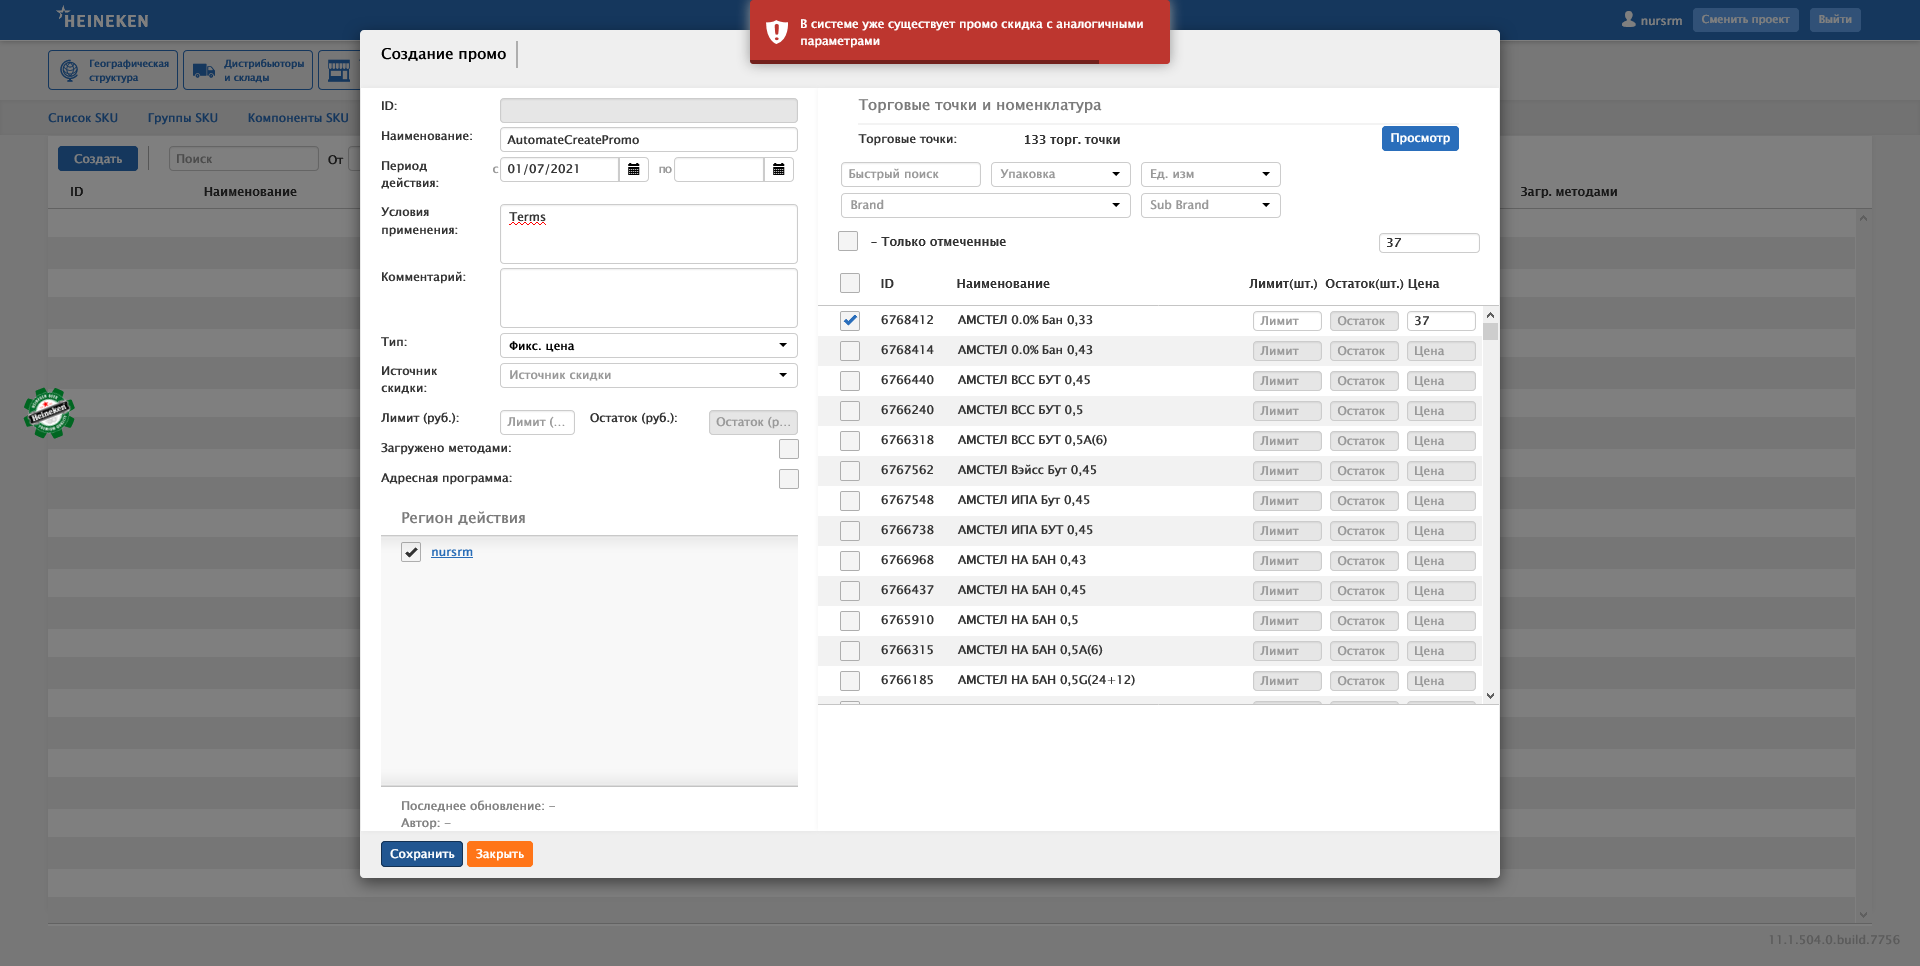 HEINEKEN
nursrm
Сменить проект
Выйти
В системе уже существует промо скидка с аналогичными
параметрами
Создание промо
Географическая
структура
Дистрибьюторы
и склады
Список SKU
Группы SKU
Компоненты SKU
Создать
Поиск
От
ID
Наименование
Загр. методами
ID:
Наименование:
AutomateCreatePromo
Период
действия:
с
01/07/2021
по
Условия
применения:
Terms
Комментарий:
Тип:
Фикс. цена
Источник
скидки:
Источник скидки
Лимит (руб.):
Лимит (...
Остаток (руб.):
Остаток (р...
Загружено методами:
Адресная программа:
Регион действия
nursrm
Последнее обновление: –
Автор: –
Сохранить
Закрыть
Торговые точки и номенклатура
Торговые точки:
133 торг. точки
Просмотр
Быстрый поиск
Упаковка
Ед. изм
Brand
Sub Brand
– Только отмеченные
37
ID Наименование Лимит(шт.) Остаток(шт.) Цена
6768412 АМСТЕЛ 0.0% Бан 0,33 Лимит Остаток 37
6768414 АМСТЕЛ 0.0% Бан 0,43 Лимит Остаток Цена
6766440 АМСТЕЛ ВСС БУТ 0,45 Лимит Остаток Цена
6766240 АМСТЕЛ ВСС БУТ 0,5 Лимит Остаток Цена
6766318 АМСТЕЛ ВСС БУТ 0,5А(6) Лимит Остаток Цена
6767562 АМСТЕЛ Вэйсс Бут 0,45 Лимит Остаток Цена
6767548 АМСТЕЛ ИПА Бут 0,45 Лимит Остаток Цена
6766738 АМСТЕЛ ИПА БУТ 0,45 Лимит Остаток Цена
6766968 АМСТЕЛ НА БАН 0,43 Лимит Остаток Цена
6766437 АМСТЕЛ НА БАН 0,45 Лимит Остаток Цена
6765910 АМСТЕЛ НА БАН 0,5 Лимит Остаток Цена
6766315 АМСТЕЛ НА БАН 0,5А(6) Лимит Остаток Цена
6766185 АМСТЕЛ НА БАН 0,5G(24+12) Лимит Остаток Цена
Heineken
11.1.504.0.build.7756